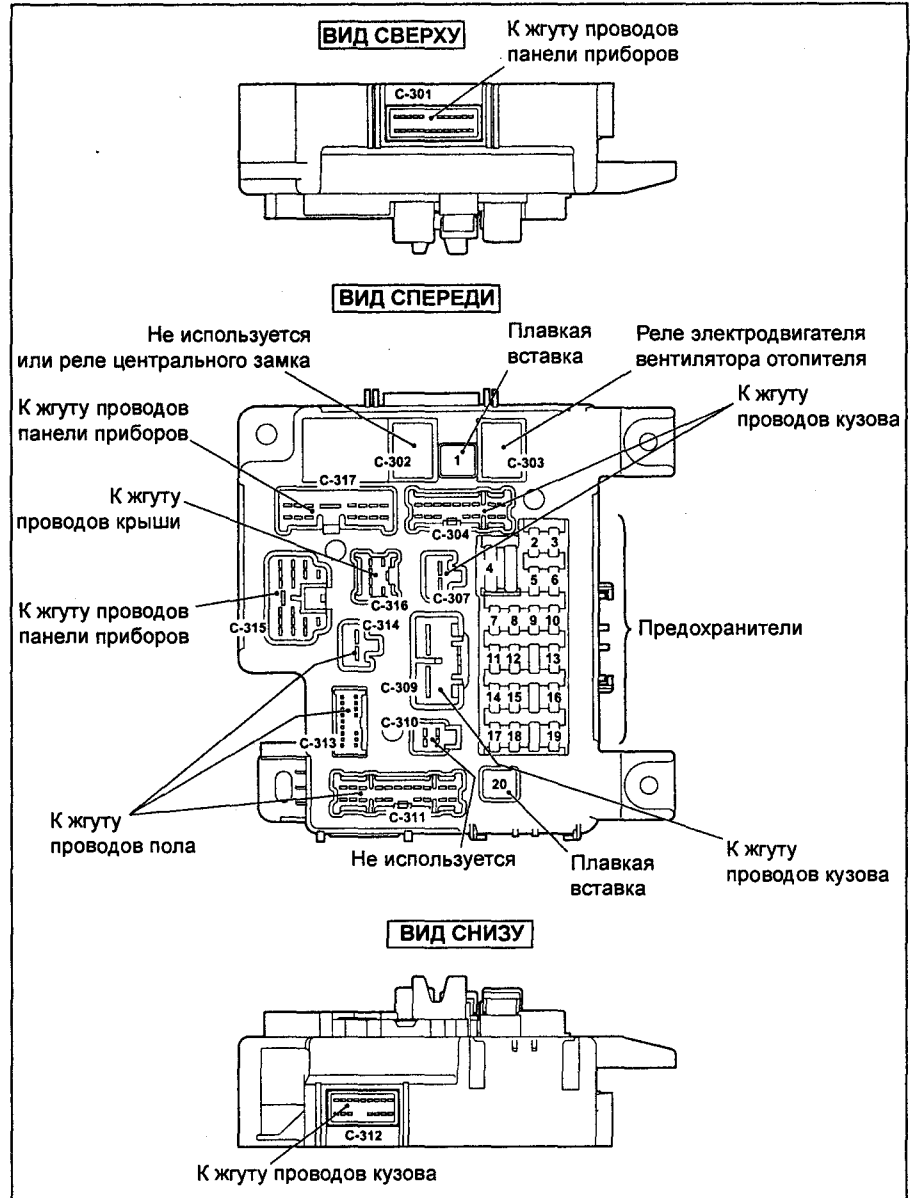 ВИД СВЕРХУ
К жгуту проводов
панели приборов
C-301
ВИД СПЕРЕДИ
Не используется
или реле центрального замка
Плавкая
вставка
Реле электродвигателя
вентилятора отопителя
К жгуту проводов
панели приборов
К жгуту
проводов кузова
C-302
1
C-303
C-317
К жгуту
проводов крыши
C-304
2 3
4
5 6
C-316
C-307
К жгуту проводов
панели приборов
C-315
C-314
7 8 9 10
Предохранители
11 12 13
C-309
14 15 16
C-310
C-313
17 18 19
20
C-311
К жгуту
проводов пола
Не используется
Плавкая
вставка
К жгуту
проводов кузова
ВИД СНИЗУ
C-312
К жгуту проводов кузова